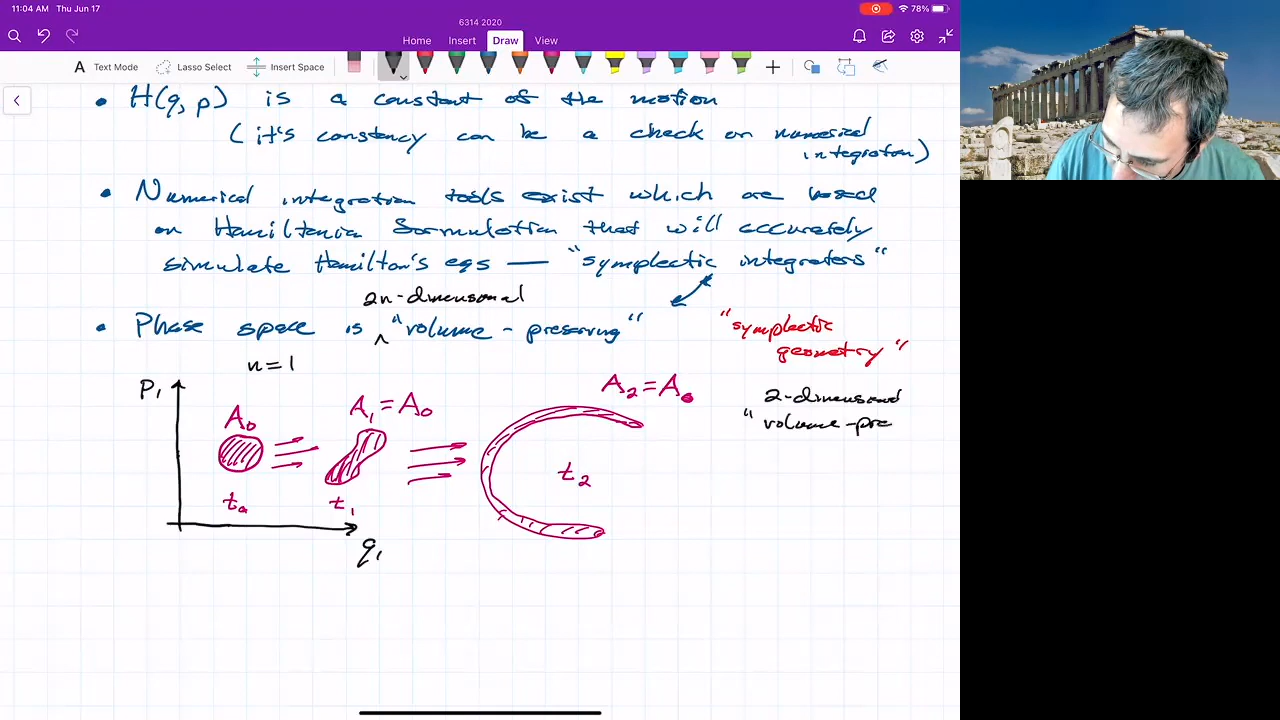 11:04 AM Thu Jun 17
78%
6314 2020
Home Insert Draw View
Text Mode Lasso Select Insert Space
• H(q, p) is a constant of the motion
(it's constancy can be a check on numerical
integration)
• Numerical integration tools exist which are based
on Hamiltonian formulation that will accurately
simulate Hamilton's eqs — "symplectic integrators"
2n-dimensional
• Phase space is ^ "volume - preserving"
"symplectic
geometry"
n = 1
P₁
A₀
A₁ = A₀
A₂ = A₀
2-dimensional
"volume-pre
t₀
t₁
t₂
q₁